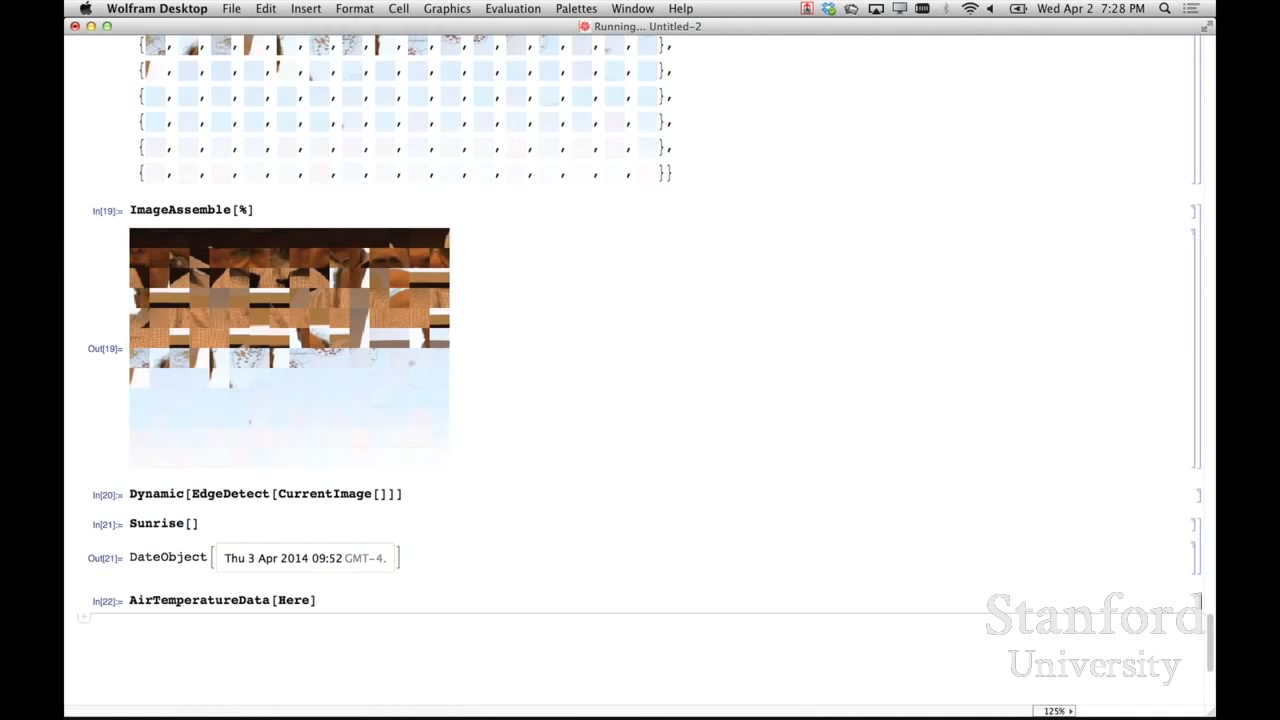 Wolfram Desktop File Edit Insert Format Cell Graphics Evaluation Palettes Window Help Wed Apr 2 7:28 PM
Running... Untitled-2
{ , , , , , , , , , , , , , , , },
{ , , , , , , , , , , , , , , , },
{ , , , , , , , , , , , , , , , },
{ , , , , , , , , , , , , , , , },
{ , , , , , , , , , , , , , , , },
{ , , , , , , , , , , , , , , , }}
In[19]:= ImageAssemble[%]
Out[19]=
In[20]:= Dynamic[EdgeDetect[CurrentImage[]]]
In[21]:= Sunrise[]
Out[21]= DateObject[Thu 3 Apr 2014 09:52 GMT-4.]
In[22]:= AirTemperatureData[Here]
Stanford
University
125%